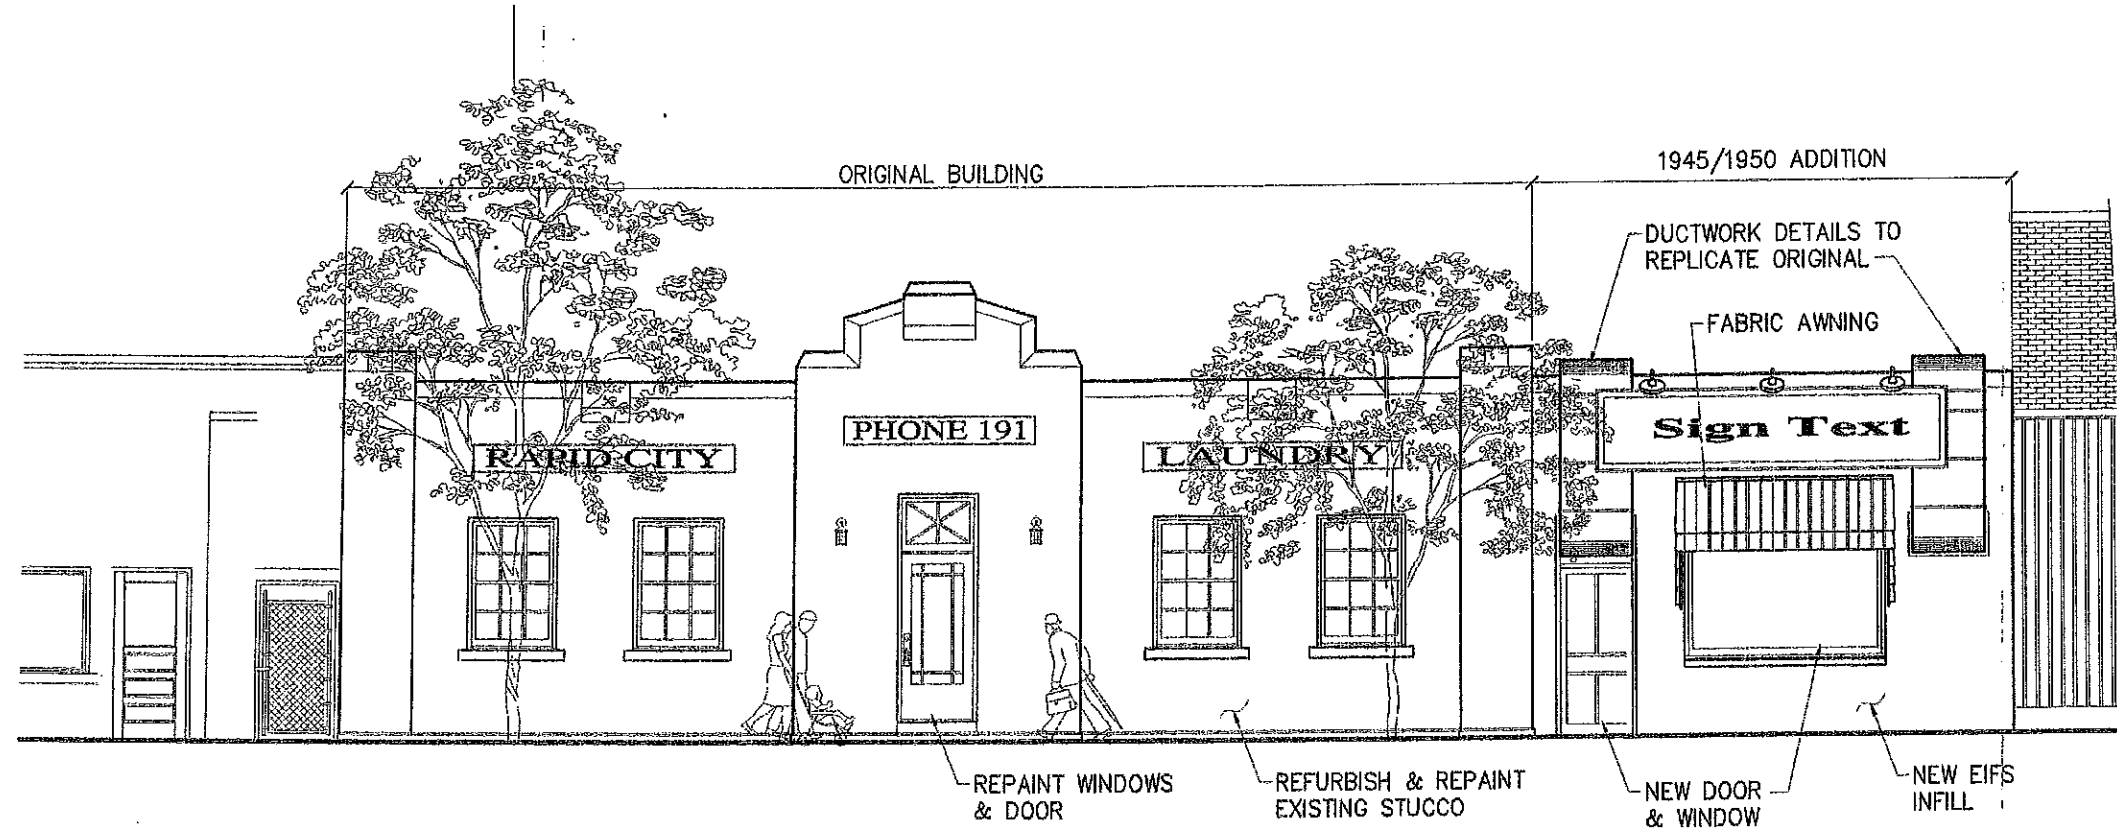 ORIGINAL BUILDING
1945/1950 ADDITION
DUCTWORK DETAILS TO
REPLICATE ORIGINAL
FABRIC AWNING
RAPID CITY
PHONE 191
LAUNDRY
Sign Text
REPAINT WINDOWS
& DOOR
REFURBISH & REPAINT
EXISTING STUCCO
NEW DOOR
& WINDOW
NEW EIFS
INFILL